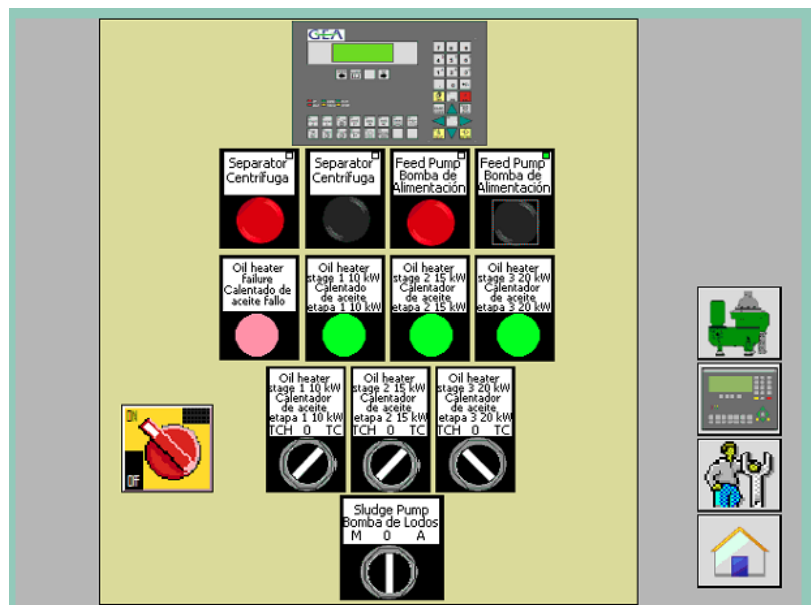 GEA
Separator
Centrífuga
Separator
Centrífuga
Feed Pump
Bomba de
Alimentación
Feed Pump
Bomba de
Alimentación
Oil heater
Failure
Calentado de
aceite Fallo
Oil heater
stage 1 10 kW
Calentado
de aceite
etapa 1 10 kW
Oil heater
stage 2 15 kW
Calentador
de aceite
etapa 2 15 kW
Oil heater
stage 3 20 kW
Calentador
de aceite
etapa 3 20 kW
Oil heater
stage 1 10 kW
Calentador
de aceite
etapa 1 10 kW
TCH 0 TC
Oil heater
stage 2 15 kW
Calentador
de aceite
etapa 2 15 kW
TCH 0 TC
Oil heater
stage 3 20 kW
Calentador
de aceite
etapa 3 20 kW
TCH 0 TC
ON
OFF
Sludge Pump
Bomba de Lodos
M 0 A